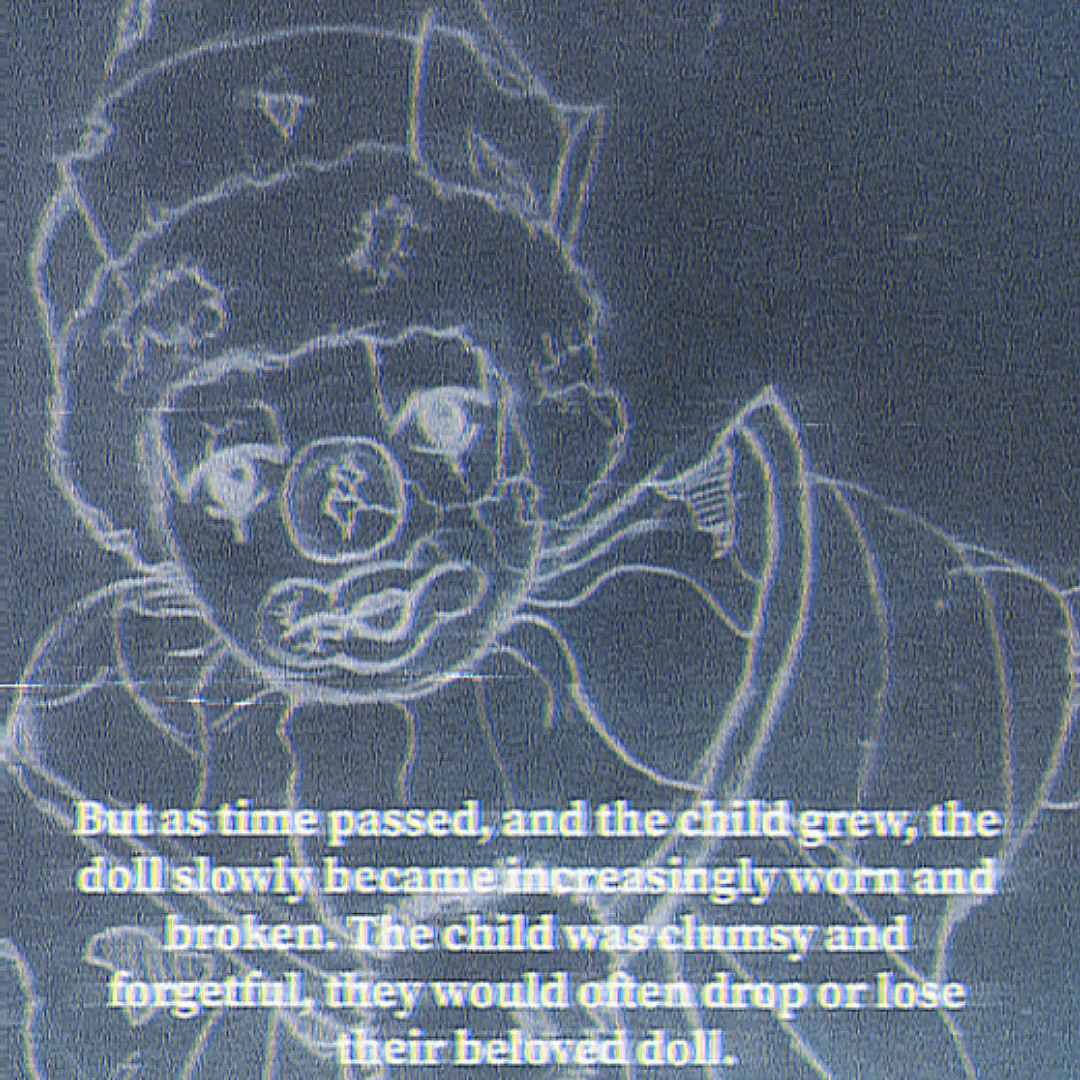 But as time passed, and the child grew, the
doll slowly became increasingly worn and
broken. The child was clumsy and
forgetful, they would often drop or lose
their beloved doll.